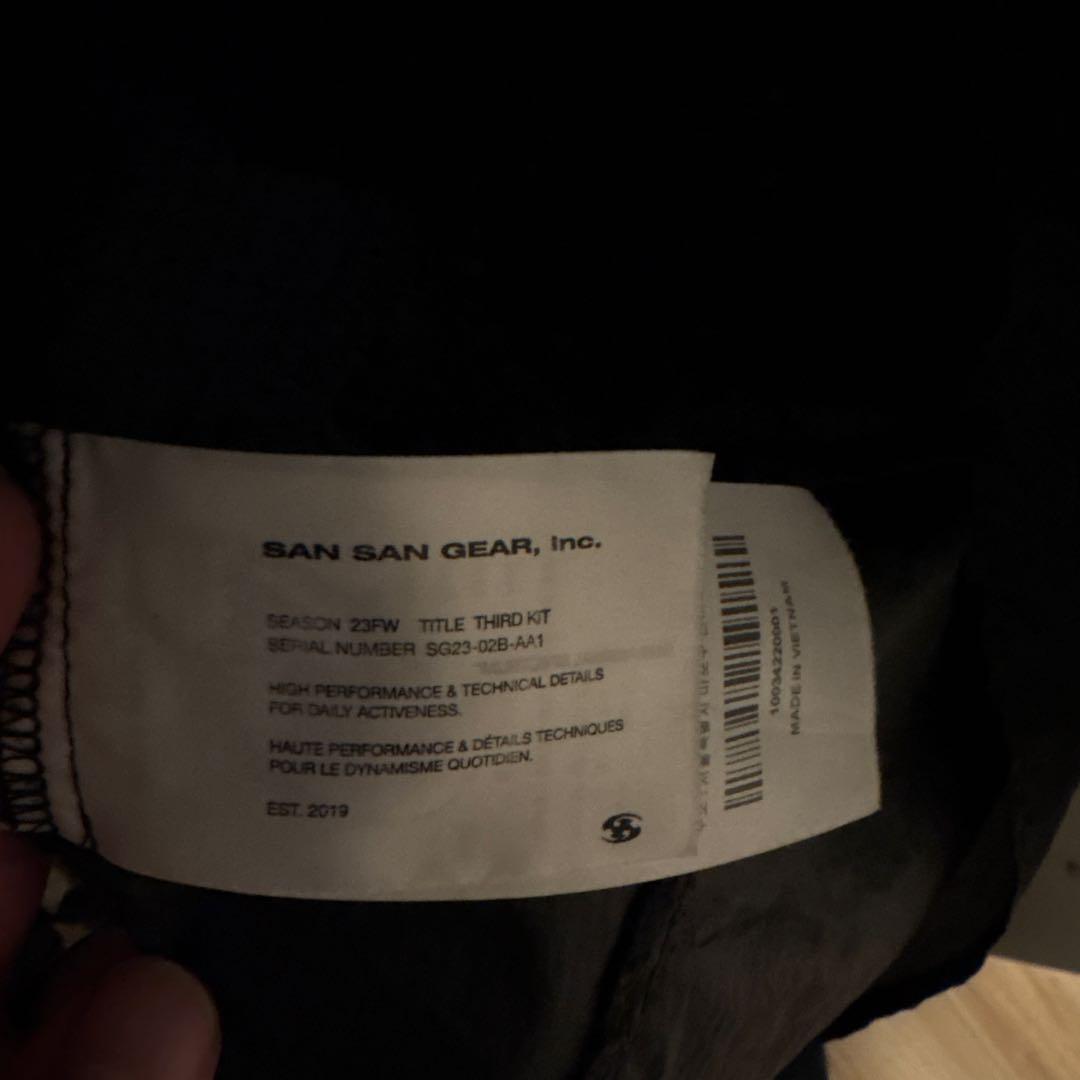 SAN SAN GEAR, Inc.
SEASON 23FW TITLE THIRD KIT
SERIAL NUMBER SG23-02B-AA1
HIGH PERFORMANCE & TECHNICAL DETAILS
FOR DAILY ACTIVENESS.
HAUTE PERFORMANCE & DÉTAILS TECHNIQUES
POUR LE DYNAMISME QUOTIDIEN.
EST. 2019
10034220001
MADE IN VIETNAM